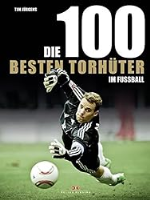 TIM JÜRGENS
DIE 100
BESTEN TORHÜTER
IM FUSSBALL